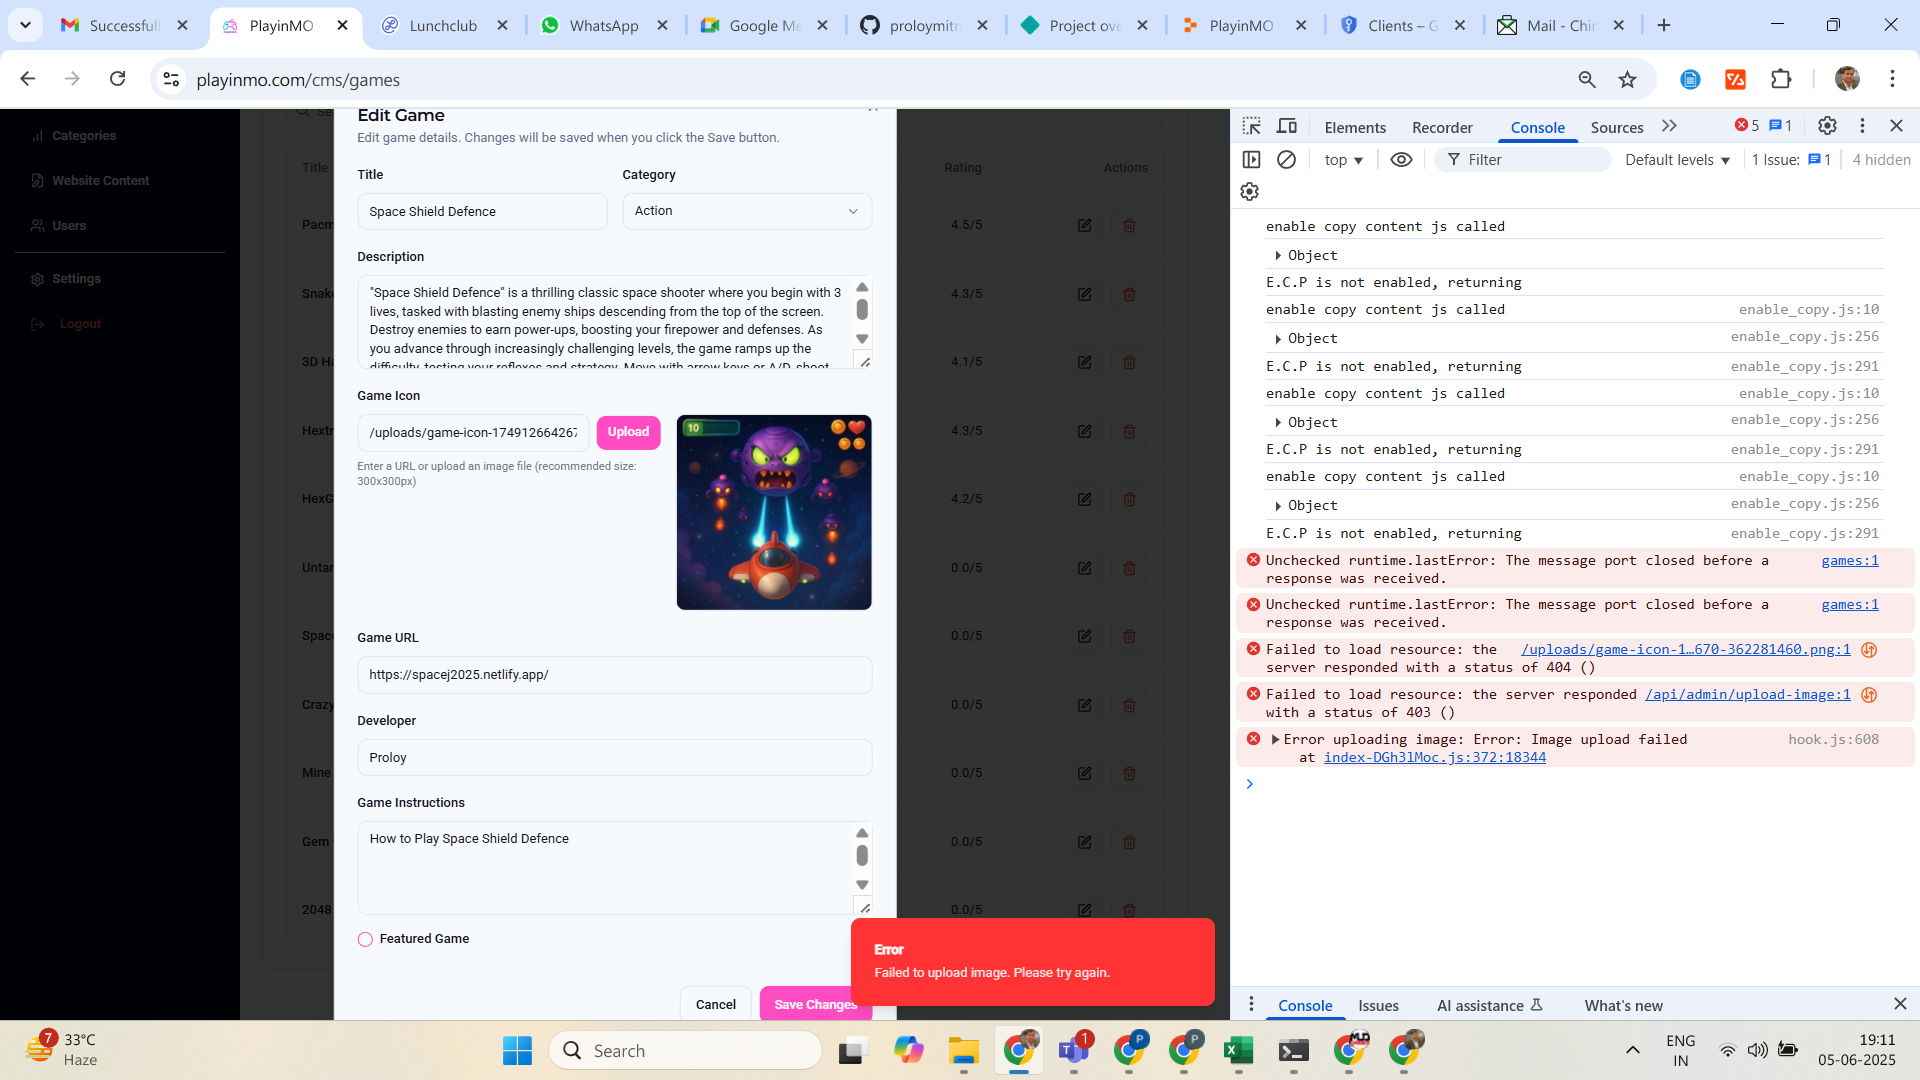 Successfull
PlayinMO -
Lunchclub
WhatsApp
Google Me
proloymitr
Project ove
PlayinMO
Clients – G
Mail - Chir
playinmo.com/cms/games
Categories
Website Content
Users
Settings
Logout
Title
Rating
Actions
Pacm
4.5/5
Snake
4.3/5
3D Ha
4.1/5
Hextr
4.3/5
HexG
4.2/5
Untan
0.0/5
Space
0.0/5
Crazy
0.0/5
Mine
0.0/5
Gem
0.0/5
2048
0.0/5
Edit Game
Edit game details. Changes will be saved when you click the Save button.
Title
Category
Space Shield Defence
Action
Description
"Space Shield Defence" is a thrilling classic space shooter where you begin with 3
lives, tasked with blasting enemy ships descending from the top of the screen.
Destroy enemies to earn power-ups, boosting your firepower and defenses. As
you advance through increasingly challenging levels, the game ramps up the
difficulty, testing your reflexes and strategy. Move with arrow keys or A/D, shoot
Game Icon
/uploads/game-icon-174912664267
Upload
10
Enter a URL or upload an image file (recommended size:
300x300px)
Game URL
https://spacej2025.netlify.app/
Developer
Proloy
Game Instructions
How to Play Space Shield Defence
Featured Game
Cancel
Save Changes
Error
Failed to upload image. Please try again.
Elements
Recorder
Console
Sources
5
1
top
Filter
Default levels
1 Issue:
1
4 hidden
enable copy content js called
Object
E.C.P is not enabled, returning
enable copy content js called enable_copy.js:10
Object enable_copy.js:256
E.C.P is not enabled, returning enable_copy.js:291
enable copy content js called enable_copy.js:10
Object enable_copy.js:256
E.C.P is not enabled, returning enable_copy.js:291
enable copy content js called enable_copy.js:10
Object enable_copy.js:256
E.C.P is not enabled, returning enable_copy.js:291
Unchecked runtime.lastError: The message port closed before a games:1
response was received.
Unchecked runtime.lastError: The message port closed before a games:1
response was received.
Failed to load resource: the /uploads/game-icon-1…670-362281460.png:1
server responded with a status of 404 ()
Failed to load resource: the server responded /api/admin/upload-image:1
with a status of 403 ()
Error uploading image: Error: Image upload failed hook.js:608
at index-DGh3lMoc.js:372:18344
Console
Issues
AI assistance
What's new
7
33°C
Haze
Search
1
P
P
ENG
IN
19:11
05-06-2025